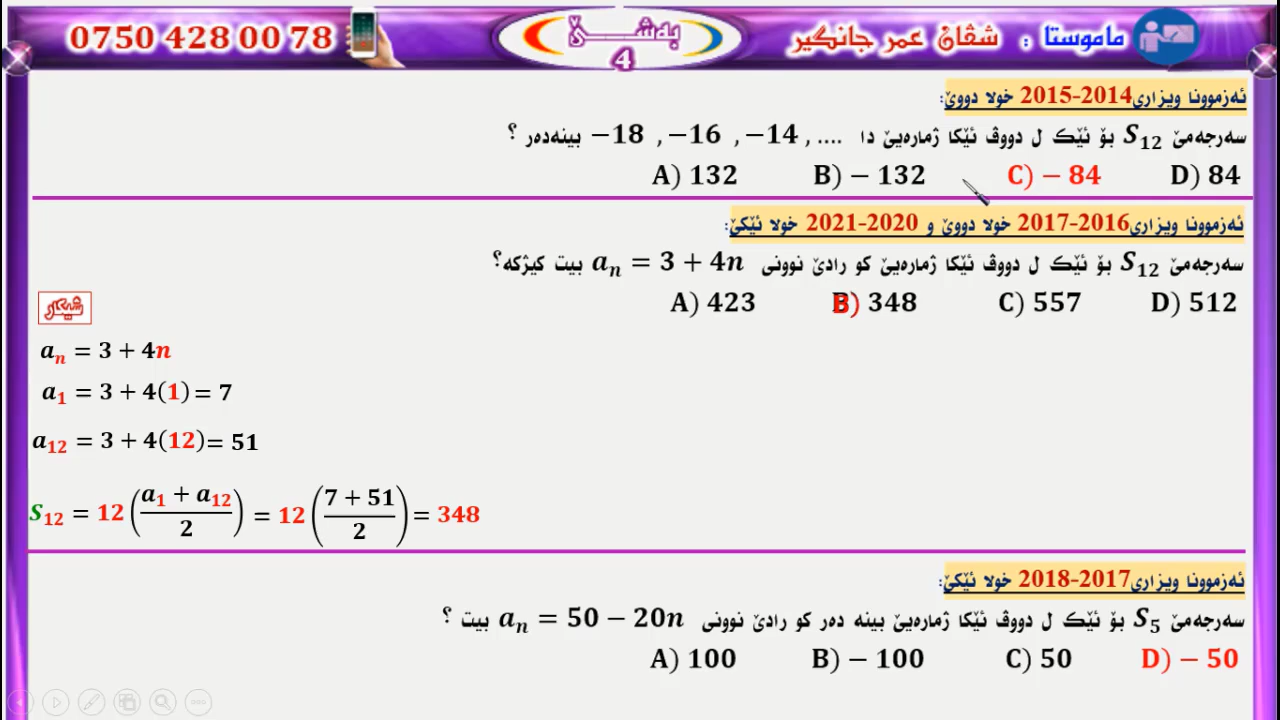 ماموستا : شڤان عمر جانگیر
بەشێ
4
0750 428 00 78
ئەزموونا ویزاری2014-2015 خولا دووێ:
سەرجەمێ S₁₂ بۆ ئێک ل دووڤ ئێکا ژمارەیێ دا −18 , −16 , −14 , .... بینەدەر ؟
A) 132 B) − 132 C) − 84 D) 84
ئەزموونا ویزاری2016-2017 خولا دووێ و 2020-2021 خولا ئێکێ:
سەرجەمێ S₁₂ بۆ ئێک ل دووڤ ئێکا ژمارەیێ کو رادێ نوونی aₙ = 3 + 4n بیت کیژکە؟
A) 423 B) 348 C) 557 D) 512
شیکار
aₙ = 3 + 4n
a₁ = 3 + 4(1) = 7
a₁₂ = 3 + 4(12) = 51
S₁₂ = 12 ((a₁ + a₁₂)/2) = 12 ((7 + 51)/2) = 348
ئەزموونا ویزاری2017-2018 خولا ئێکێ:
سەرجەمێ S₅ بۆ ئێک ل دووڤ ئێکا ژمارەیێ بینە دەر کو رادێ نوونی aₙ = 50 − 20n بیت ؟
A) 100 B) − 100 C) 50 D) − 50